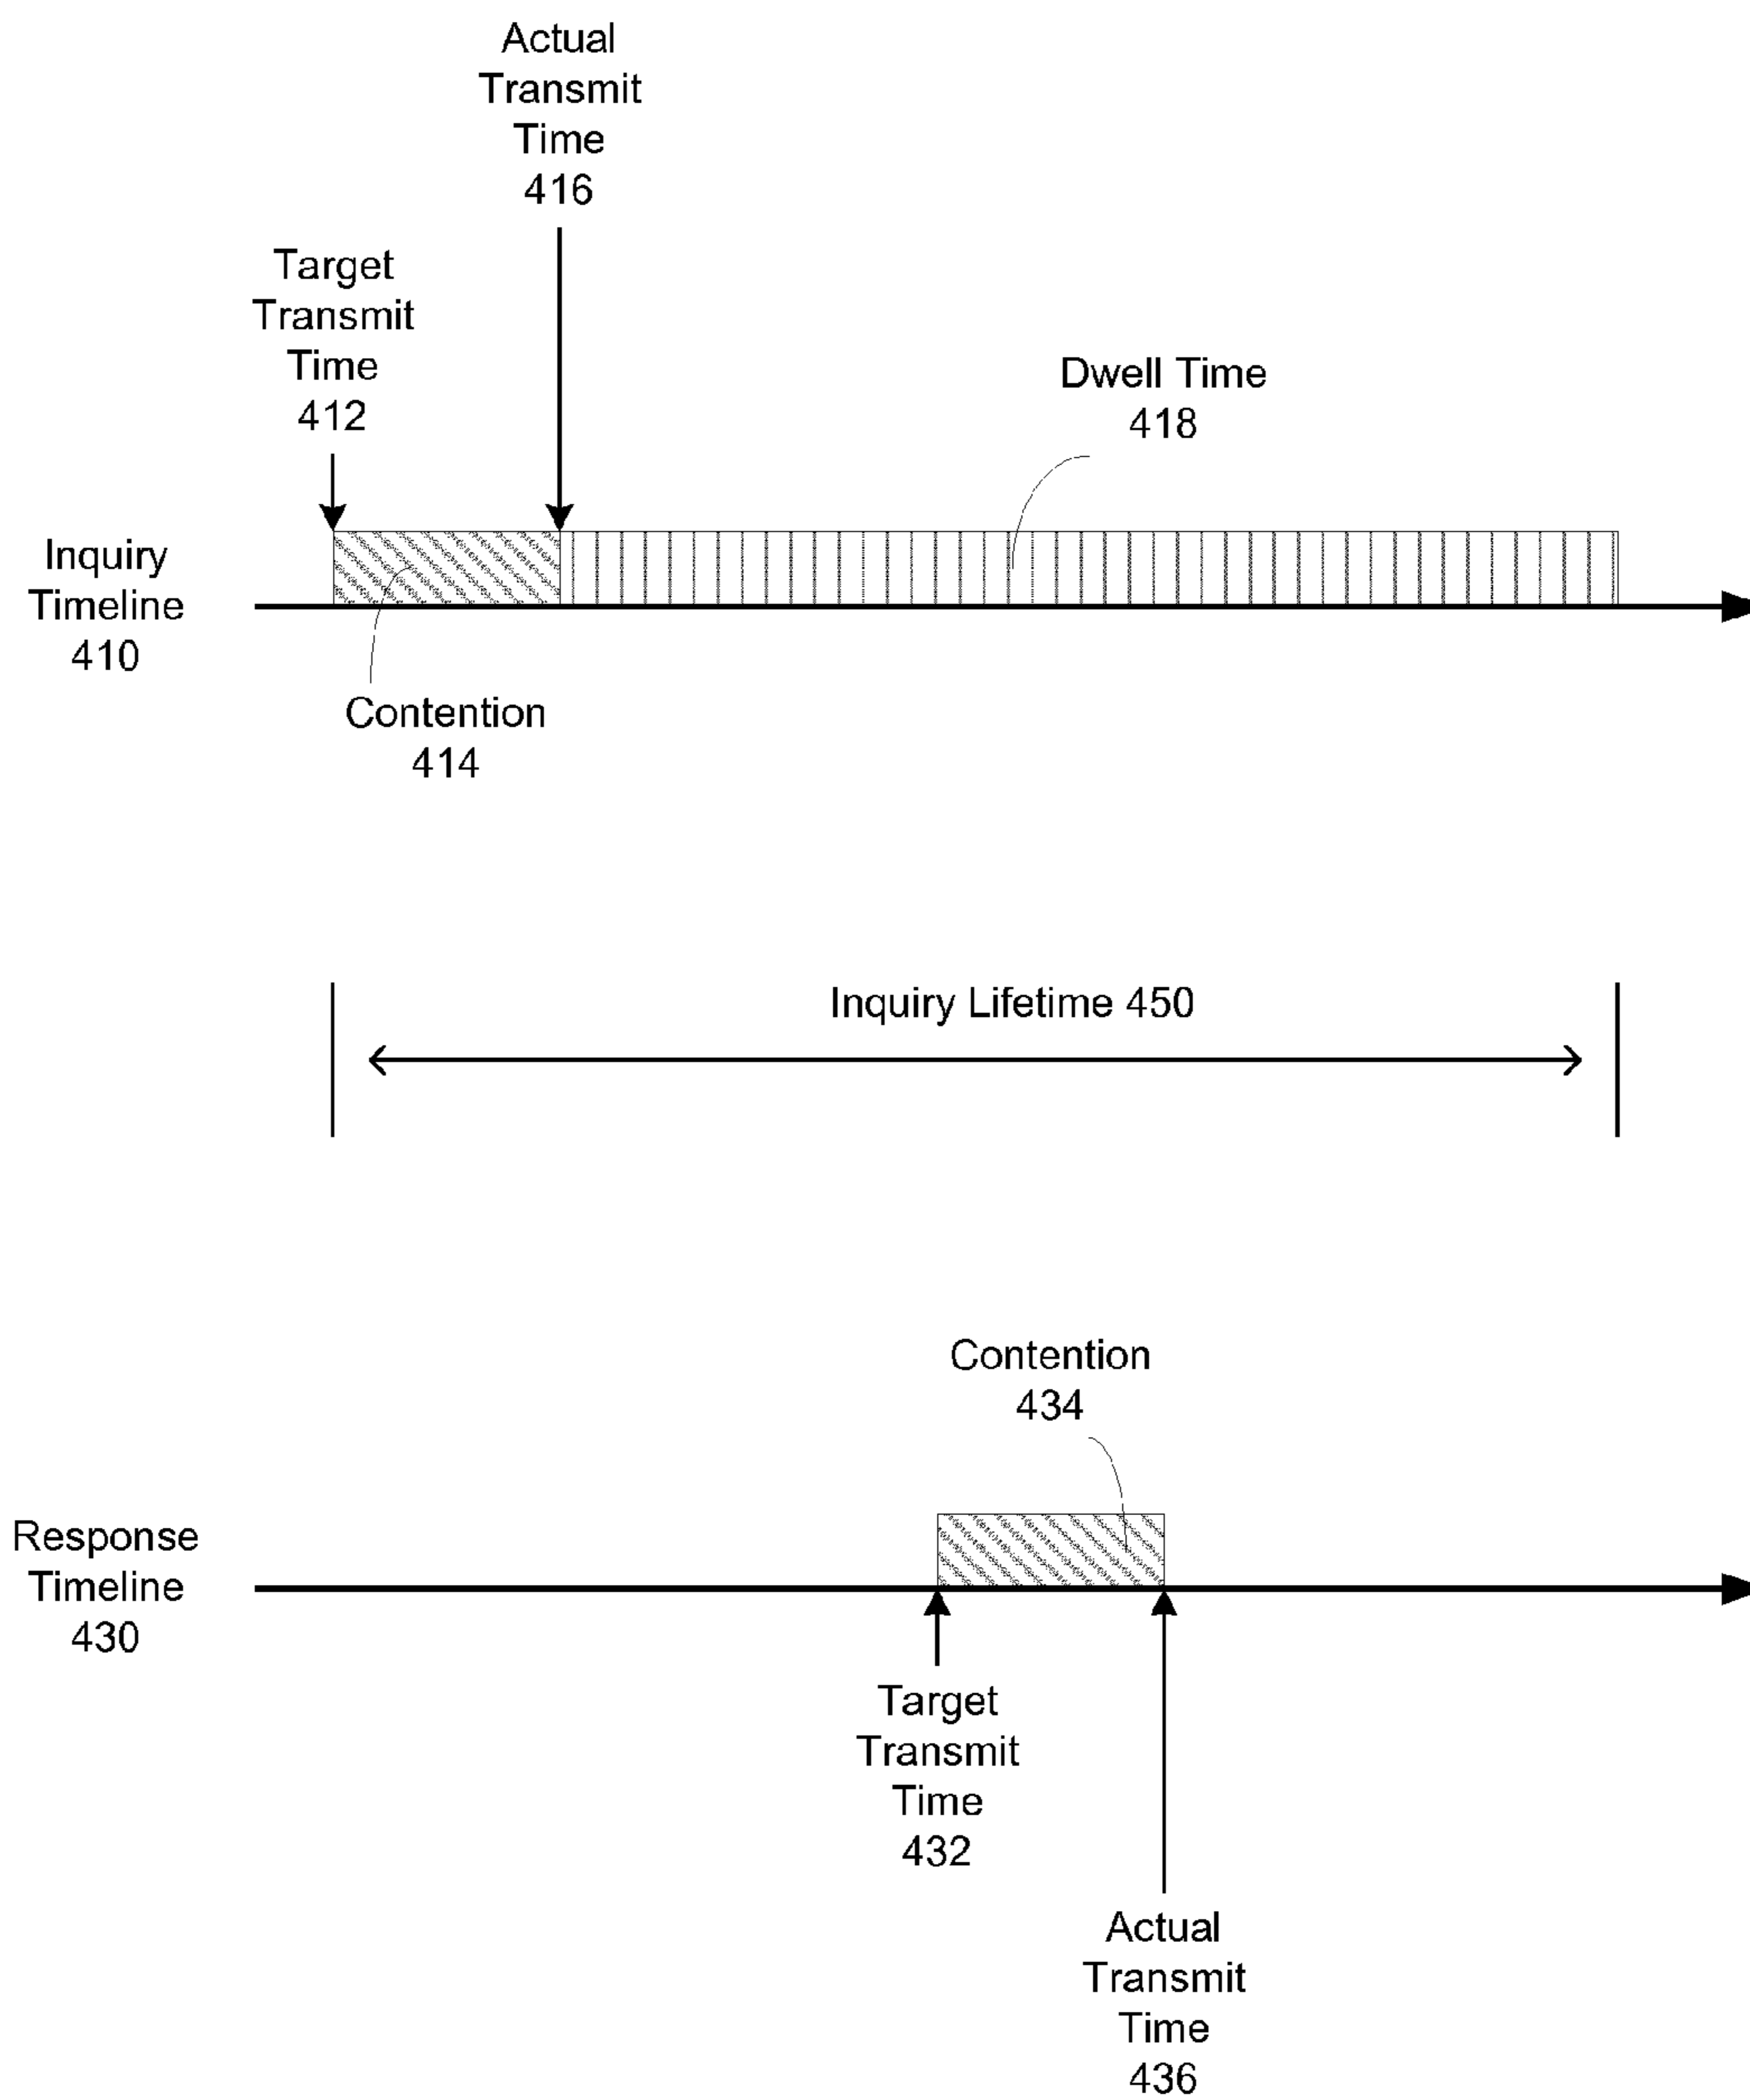 Actual
Transmit
Time
416
Target
Transmit
Time
412
Dwell Time
418
Inquiry
Timeline
410
Contention
414
Inquiry Lifetime 450
Contention
434
Response
Timeline
430
Target
Transmit
Time
432
Actual
Transmit
Time
436